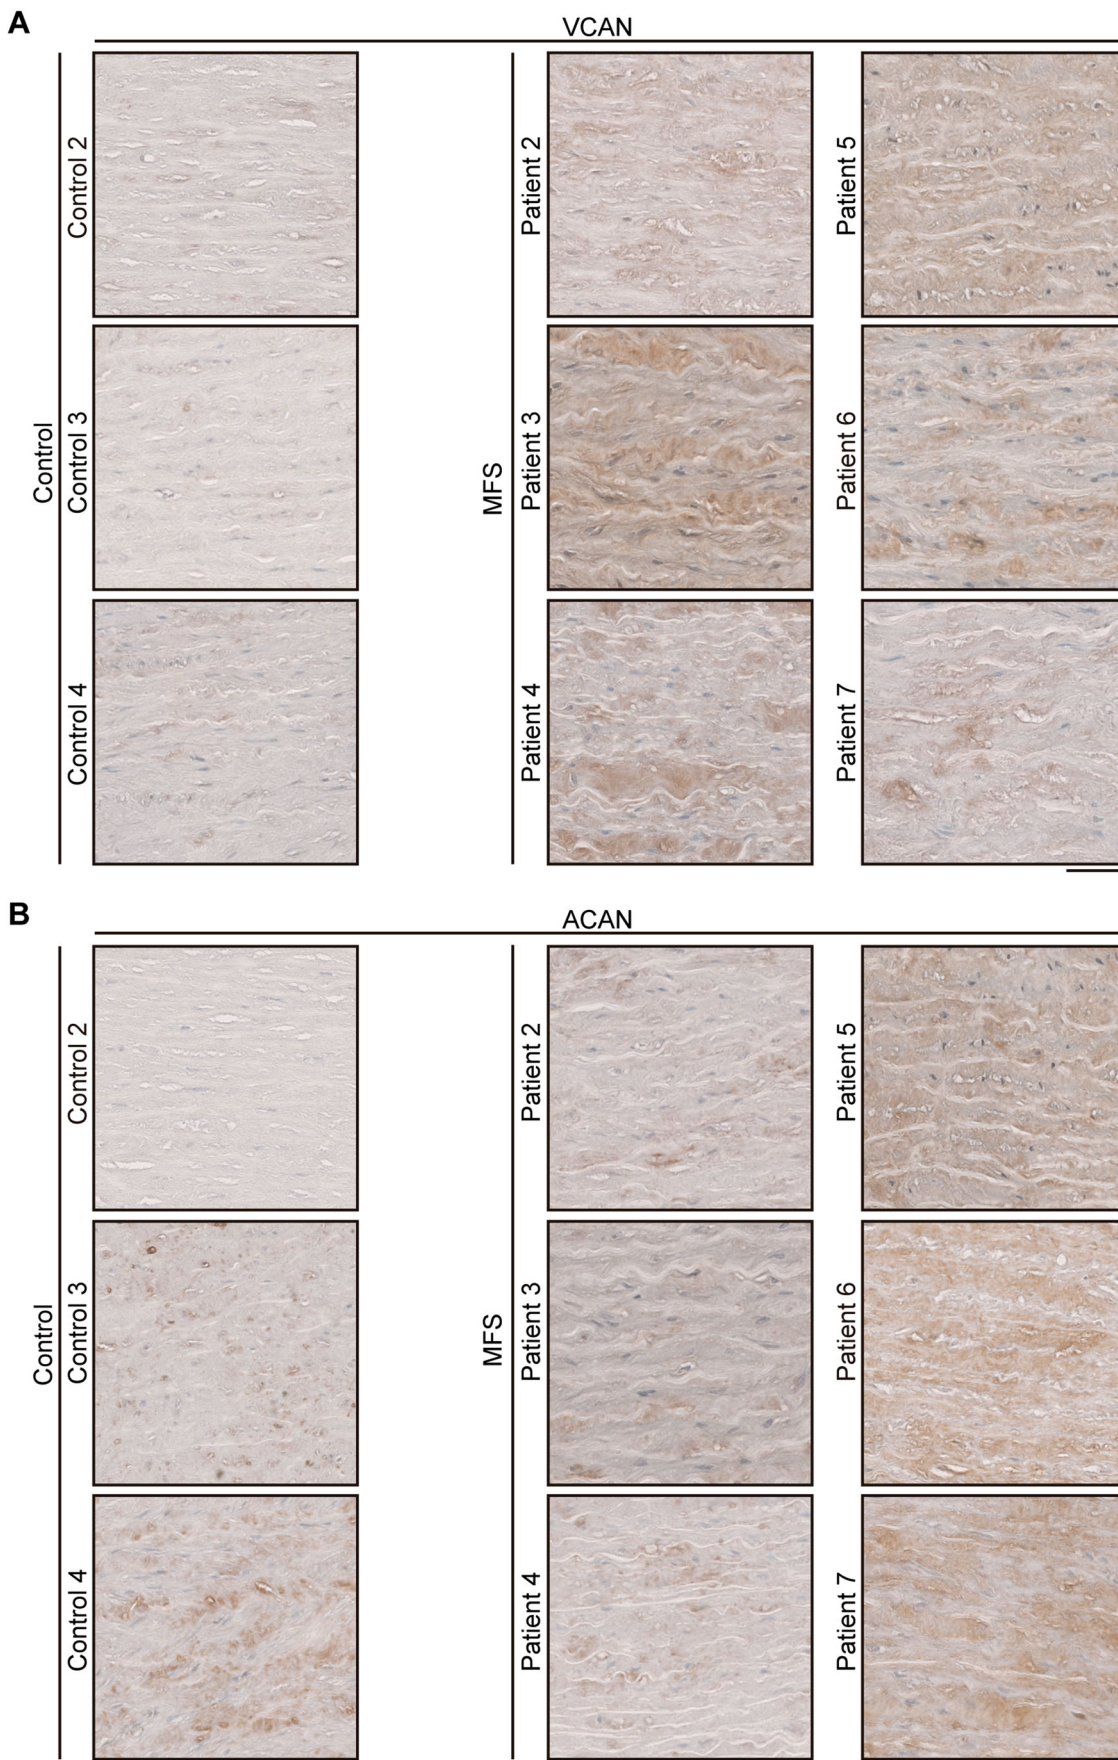 A
VCAN
Control
Control 2
Control 3
Control 4
MFS
Patient 2
Patient 3
Patient 4
Patient 5
Patient 6
Patient 7
B
ACAN
Control
Control 2
Control 3
Control 4
MFS
Patient 2
Patient 3
Patient 4
Patient 5
Patient 6
Patient 7